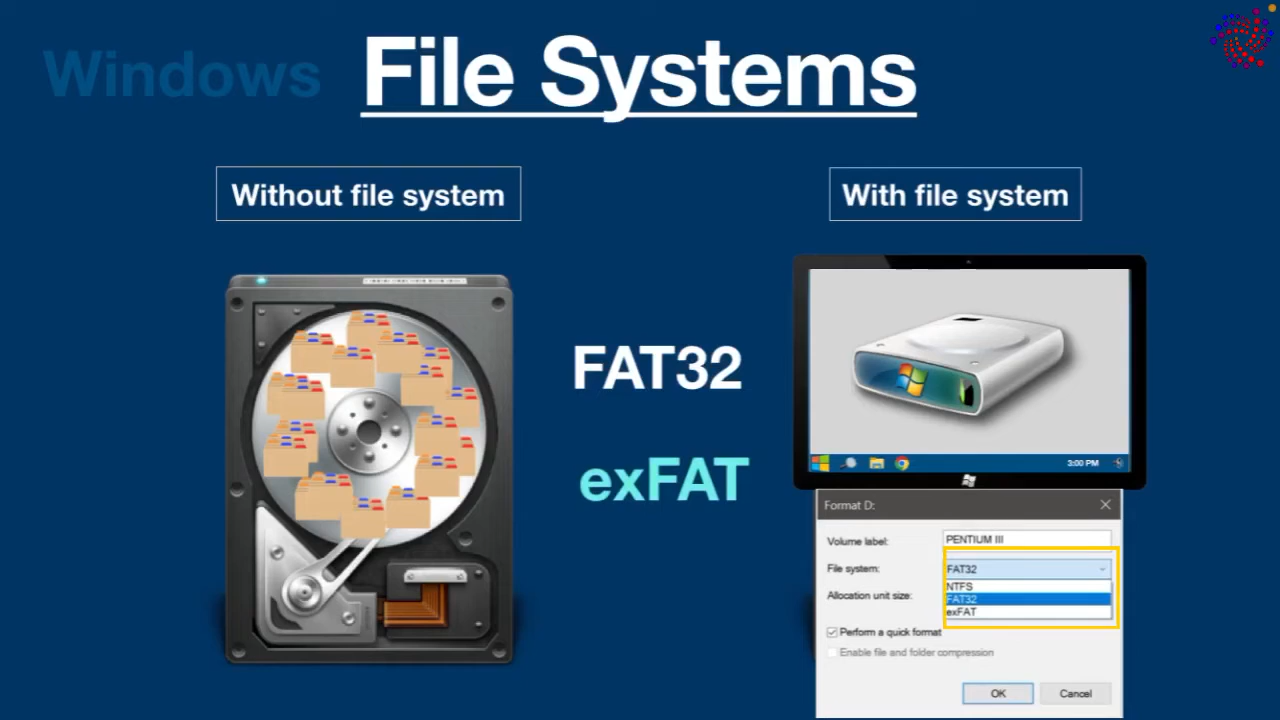 Windows
File Systems
Without file system
With file system
FAT32
exFAT
3:00 PM
Format D:
Volume label:
PENTIUM III
File system:
FAT32
NTFS
FAT32
exFAT
Allocation unit size:
Perform a quick format
Enable file and folder compression
OK
Cancel